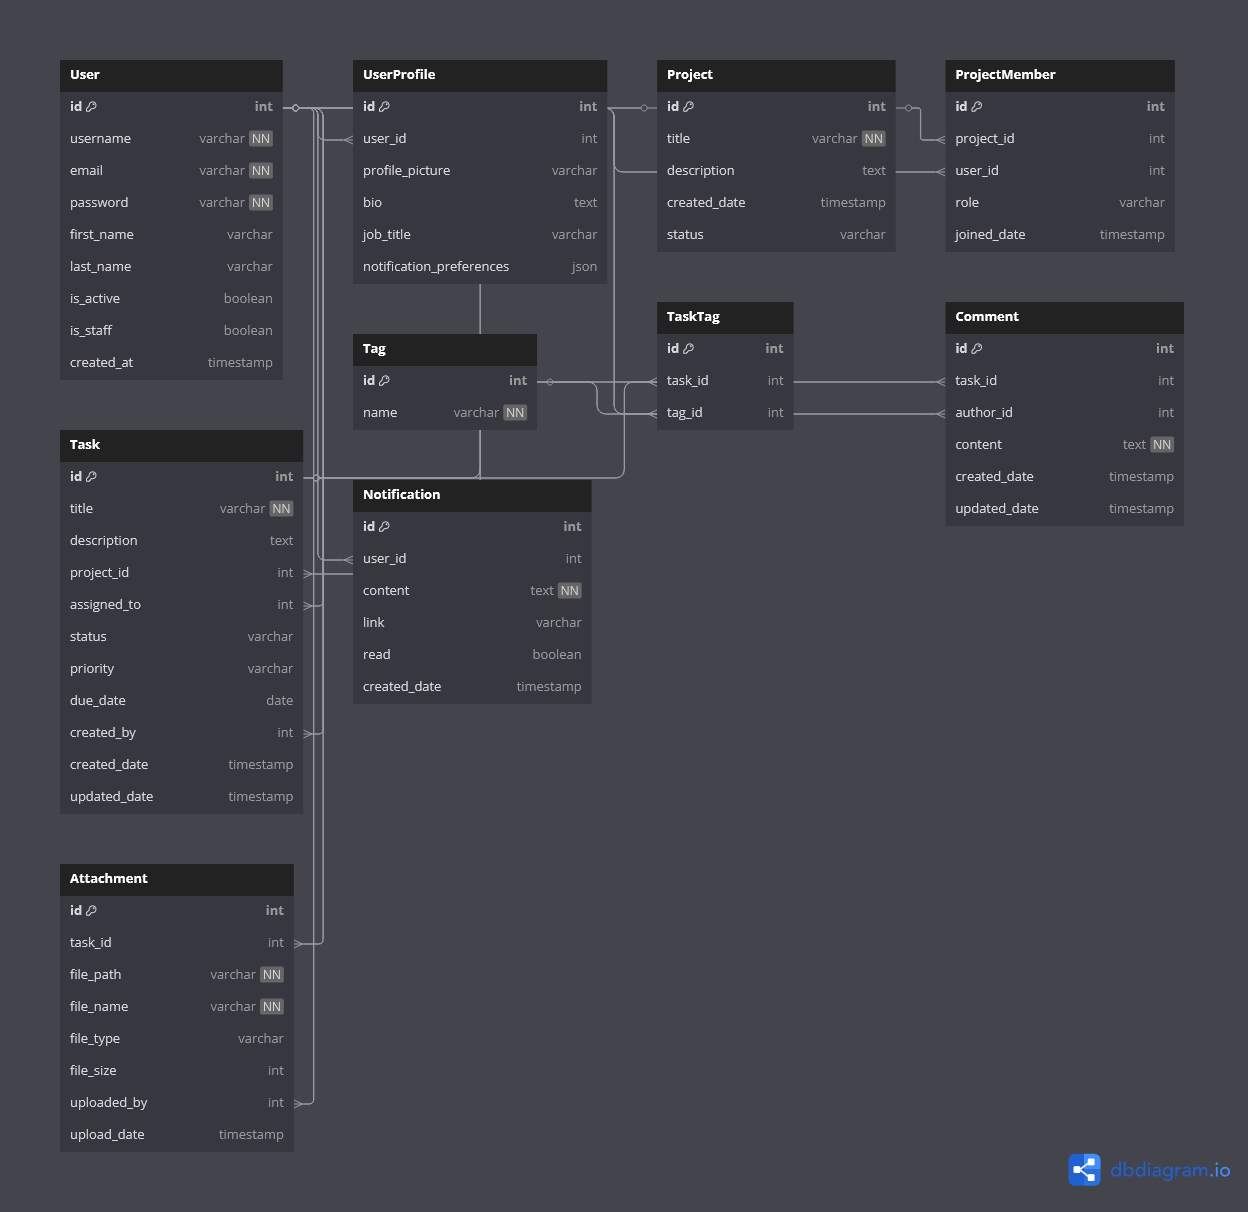 User
id int
username varchar NN
email varchar NN
password varchar NN
first_name varchar
last_name varchar
is_active boolean
is_staff boolean
created_at timestamp
UserProfile
id int
user_id int
profile_picture varchar
bio text
job_title varchar
notification_preferences json
Project
id int
title varchar NN
description text
created_date timestamp
status varchar
ProjectMember
id int
project_id int
user_id int
role varchar
joined_date timestamp
Tag
id int
name varchar NN
TaskTag
id int
task_id int
tag_id int
Comment
id int
task_id int
author_id int
content text NN
created_date timestamp
updated_date timestamp
Task
id int
title varchar NN
description text
project_id int
assigned_to int
status varchar
priority varchar
due_date date
created_by int
created_date timestamp
updated_date timestamp
Notification
id int
user_id int
content text NN
link varchar
read boolean
created_date timestamp
Attachment
id int
task_id int
file_path varchar NN
file_name varchar NN
file_type varchar
file_size int
uploaded_by int
upload_date timestamp
dbdiagram.io